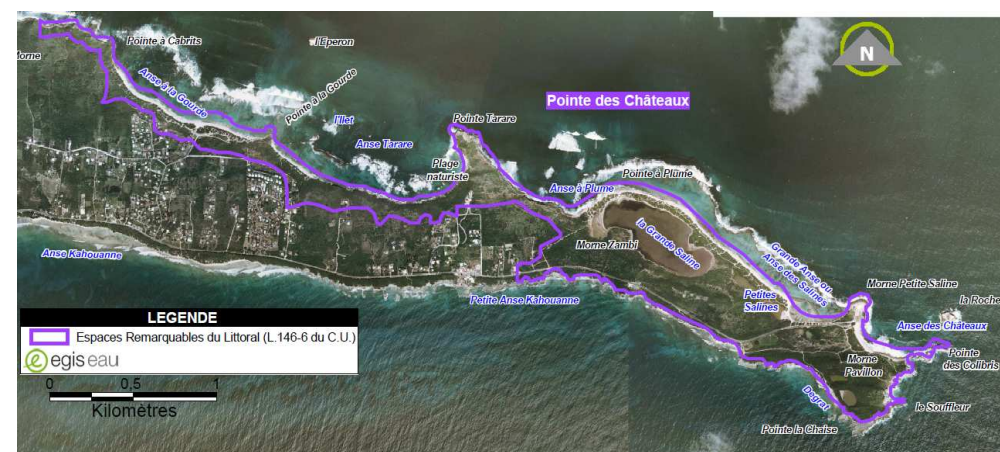 Pointe à Cabrits
l'Eperon
Morne
Anse à la Gourde
Pointe à la Gourde
l'Ilet
Anse Tarare
Pointe Tarare
Pointe des Châteaux
N
Plage
naturiste
Anse à Plume
Pointe à Plume
la Grande Saline
Morne Zambi
Anse Kahouanne
Petite Anse Kahouanne
Grande Anse ou
Anse des Salines
Petites
Salines
Morne Petite Saline
la Roche
Anse des Châteaux
Pointe
des Colibris
Morne
Pavillon
le Souffleur
Degrat
Pointe la Chaise
LEGENDE
Espaces Remarquables du Littoral (L.146-6 du C.U.)
egis eau
0 0,5 1
Kilomètres